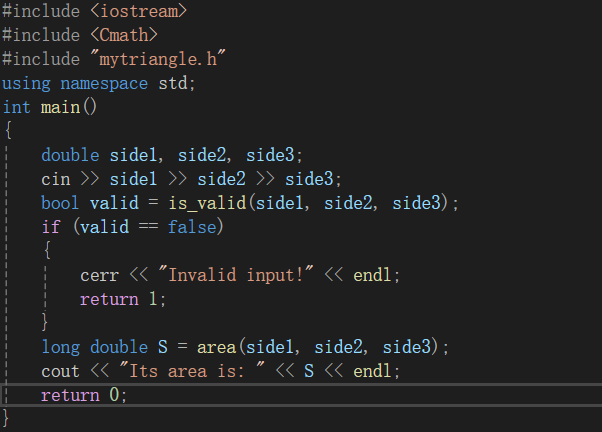 #include <iostream>
#include <Cmath>
#include "mytriangle.h"
using namespace std;
int main()
{
    double side1, side2, side3;
    cin >> side1 >> side2 >> side3;
    bool valid = is_valid(side1, side2, side3);
    if (valid == false)
    {
        cerr << "Invalid input!" << endl;
        return 1;
    }
    long double S = area(side1, side2, side3);
    cout << "Its area is: " << S << endl;
    return 0;
}